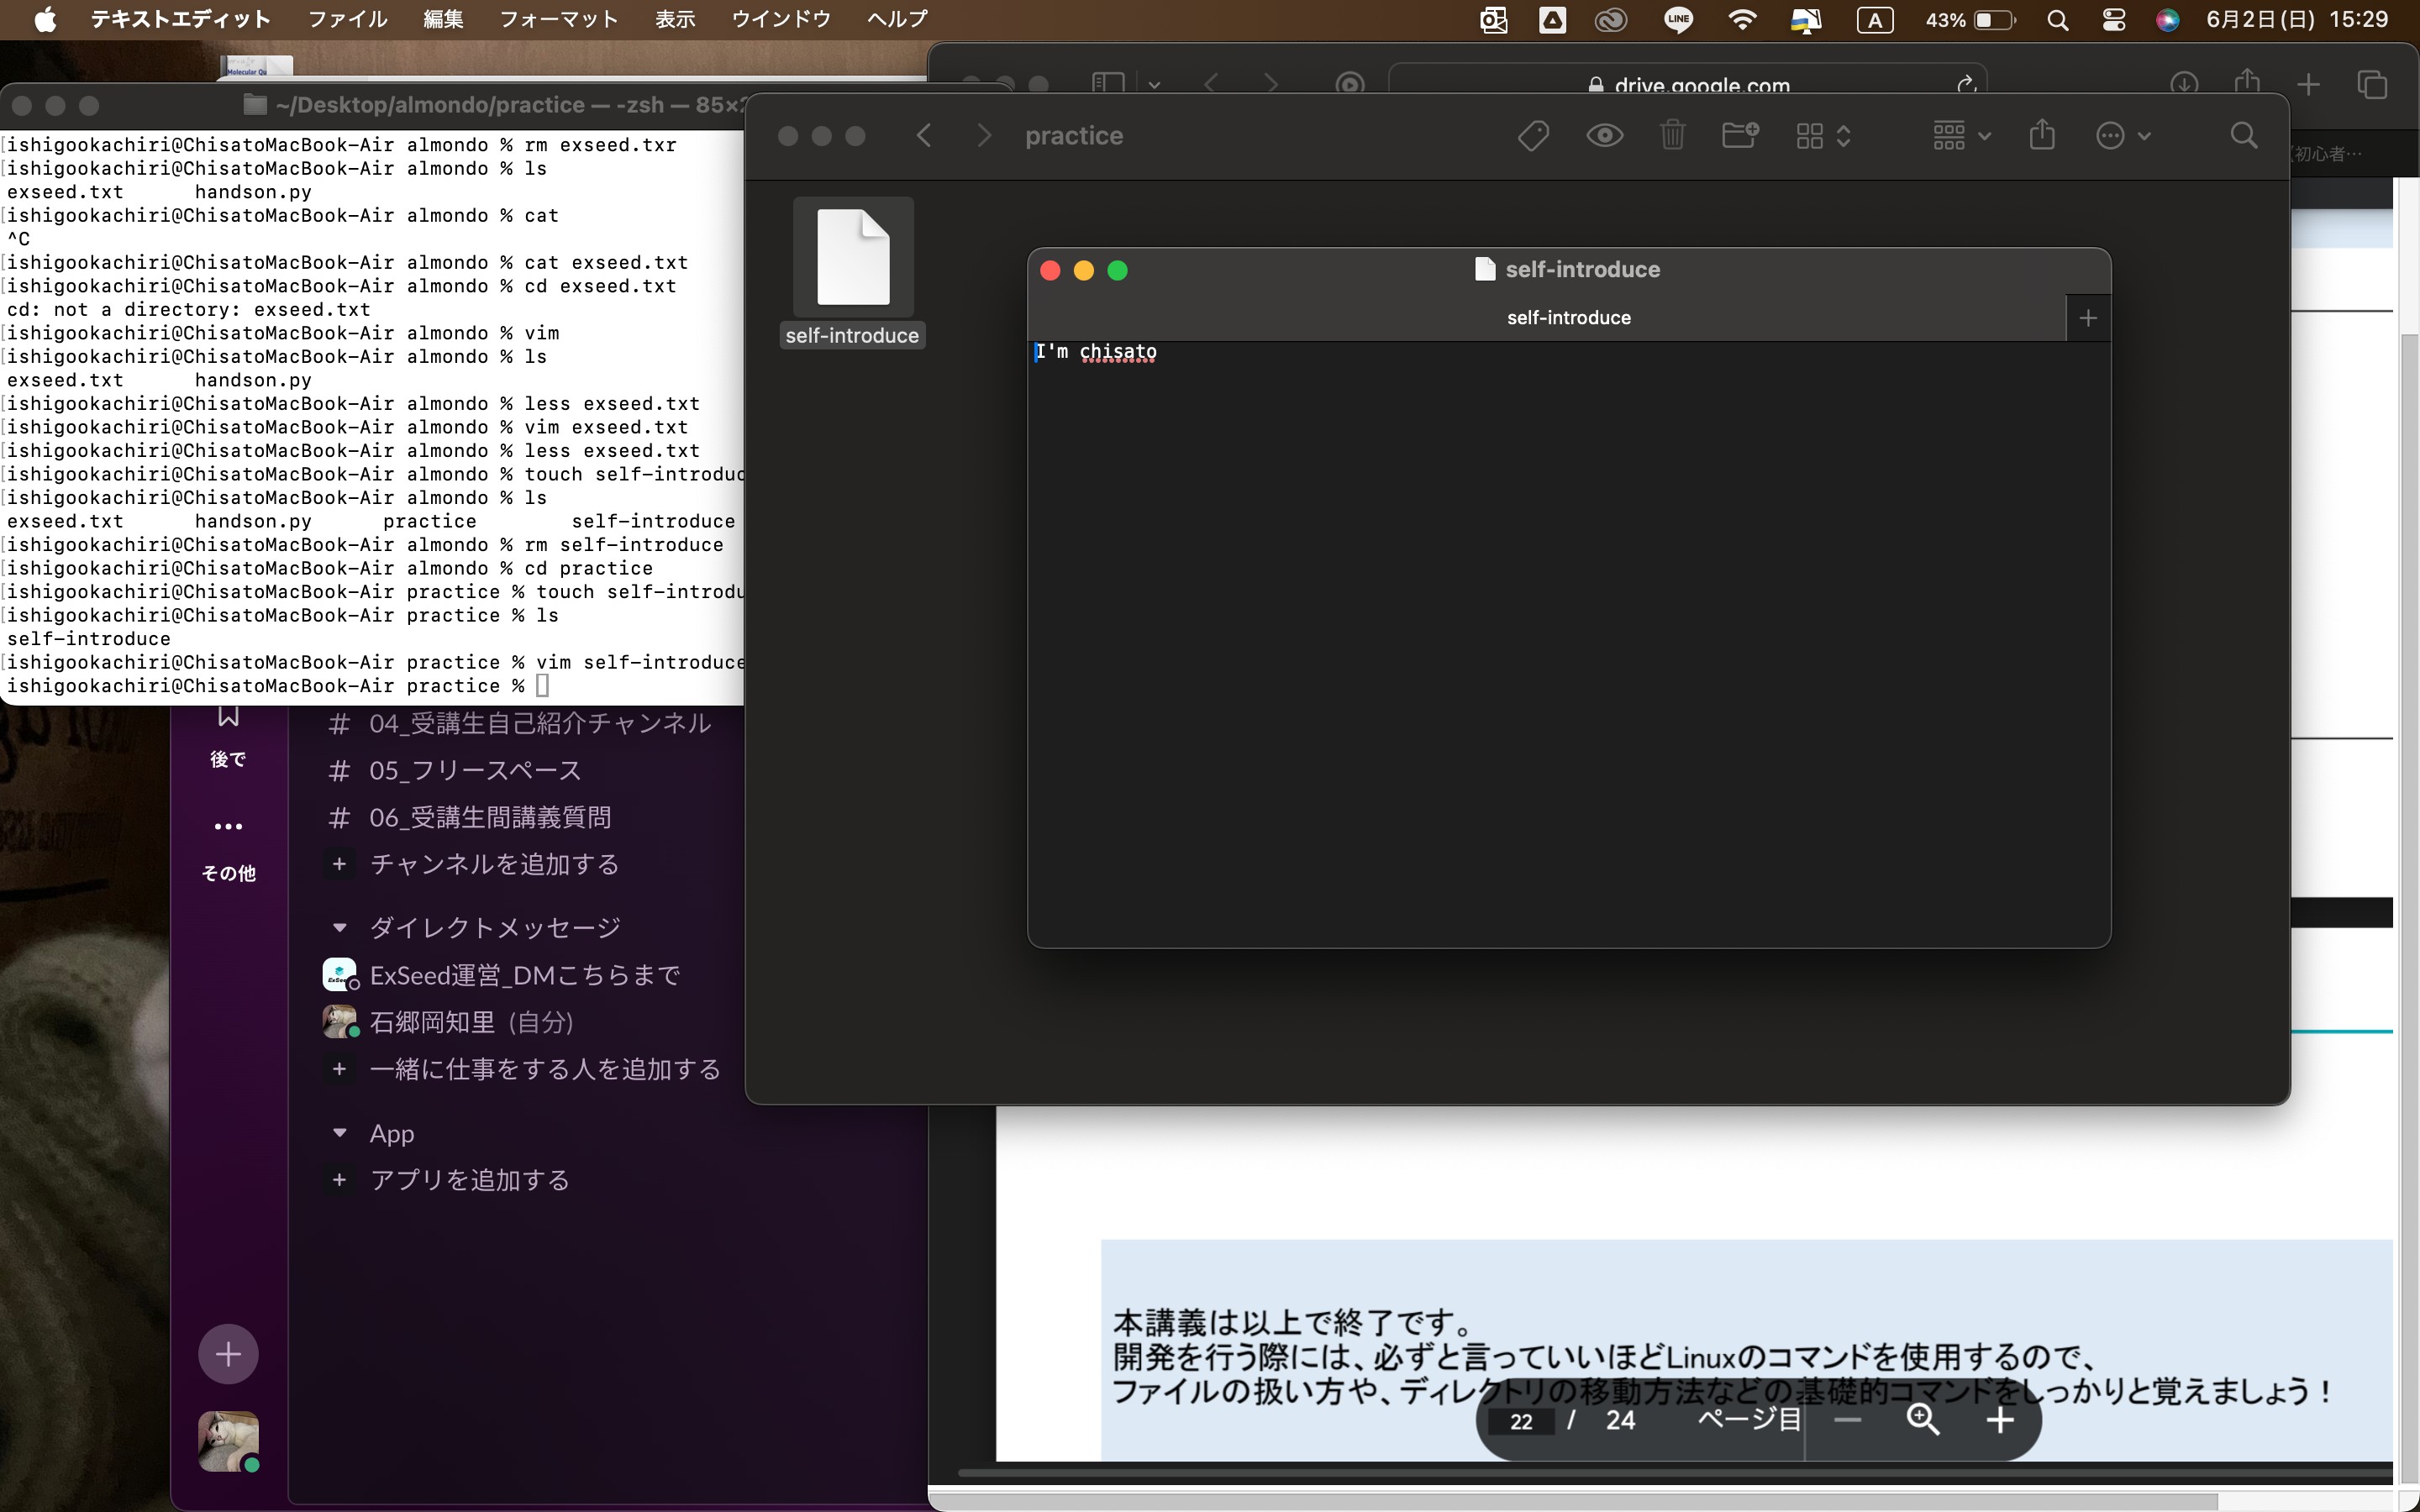 テキストエディット ファイル 編集 フォーマット 表示 ウインドウ ヘルプ
LINE A 43% 6月2日(日) 15:29
Molecular Qu
drive.google.com
~/Desktop/almondo/practice — -zsh — 85×
practice
(初心者…
ishigookachiri@ChisatoMacBook-Air almondo % rm exseed.txr
ishigookachiri@ChisatoMacBook-Air almondo % ls
exseed.txt handson.py
ishigookachiri@ChisatoMacBook-Air almondo % cat
^C
ishigookachiri@ChisatoMacBook-Air almondo % cat exseed.txt
ishigookachiri@ChisatoMacBook-Air almondo % cd exseed.txt
cd: not a directory: exseed.txt
ishigookachiri@ChisatoMacBook-Air almondo % vim
ishigookachiri@ChisatoMacBook-Air almondo % ls
exseed.txt handson.py
ishigookachiri@ChisatoMacBook-Air almondo % less exseed.txt
ishigookachiri@ChisatoMacBook-Air almondo % vim exseed.txt
ishigookachiri@ChisatoMacBook-Air almondo % less exseed.txt
ishigookachiri@ChisatoMacBook-Air almondo % touch self-introduc
ishigookachiri@ChisatoMacBook-Air almondo % ls
exseed.txt handson.py practice self-introduce
ishigookachiri@ChisatoMacBook-Air almondo % rm self-introduce
ishigookachiri@ChisatoMacBook-Air almondo % cd practice
ishigookachiri@ChisatoMacBook-Air practice % touch self-introdu
ishigookachiri@ChisatoMacBook-Air practice % ls
self-introduce
ishigookachiri@ChisatoMacBook-Air practice % vim self-introduce
ishigookachiri@ChisatoMacBook-Air practice %
self-introduce
self-introduce
self-introduce
I'm chisato
後で
その他
# 04_受講生自己紹介チャンネル
# 05_フリースペース
# 06_受講生間講義質問
+ チャンネルを追加する
ダイレクトメッセージ
ExSeed運営_DMこちらまで
石郷岡知里 (自分)
+ 一緒に仕事をする人を追加する
App
+ アプリを追加する
本講義は以上で終了です。
開発を行う際には、必ずと言っていいほどLinuxのコマンドを使用するので、
ファイルの扱い方や、ディレクトリの移動方法などの基礎的コマンドをしっかりと覚えましょう！
22 / 24 ページ目